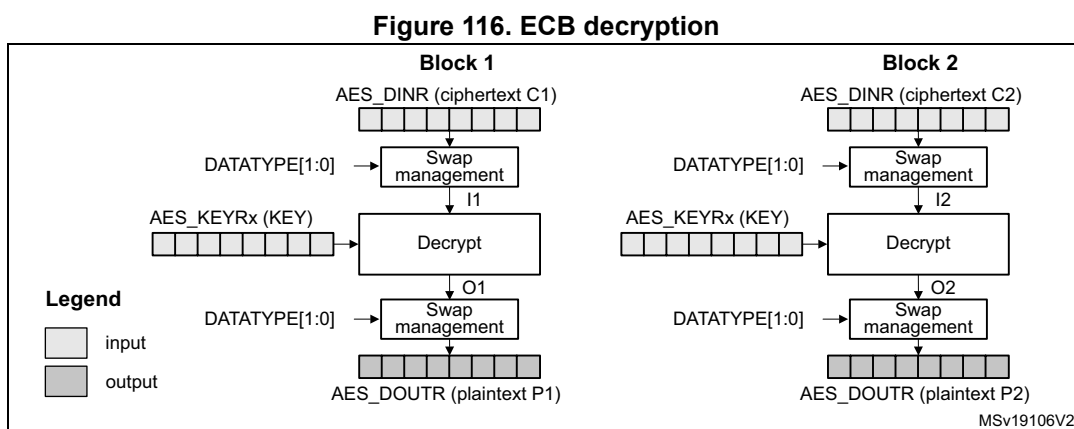 Figure 116. ECB decryption
Block 1
Block 2
AES_DINR (ciphertext C1)
AES_DINR (ciphertext C2)
DATATYPE[1:0]
Swap
management
DATATYPE[1:0]
Swap
management
I1
I2
AES_KEYRx (KEY)
Decrypt
AES_KEYRx (KEY)
Decrypt
O1
O2
Legend
input
output
DATATYPE[1:0]
Swap
management
DATATYPE[1:0]
Swap
management
AES_DOUTR (plaintext P1)
AES_DOUTR (plaintext P2)
MSv19106V2